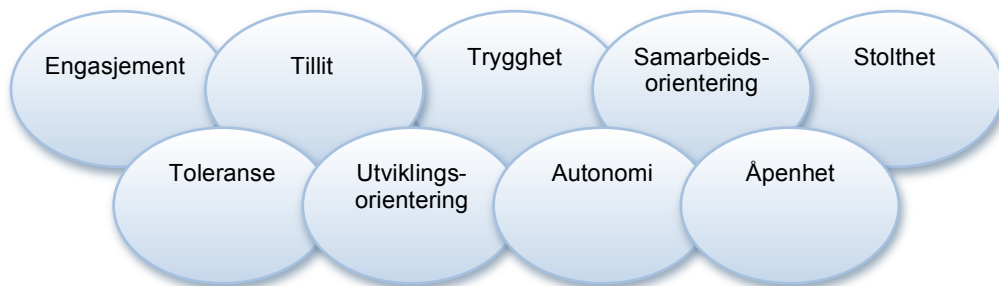 Engasjement
Tillit
Trygghet
Samarbeids-
orientering
Stolthet
Toleranse
Utviklings-
orientering
Autonomi
Åpenhet